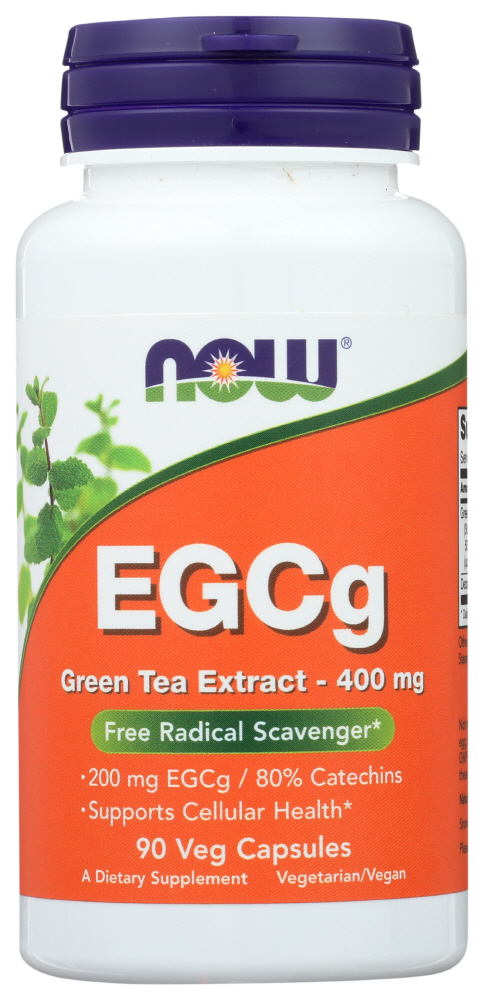 NOW®
EGCg
Green Tea Extract - 400 mg
Free Radical Scavenger*
•200 mg EGCg / 80% Catechins
•Supports Cellular Health*
90 Veg Capsules
A Dietary Supplement Vegetarian/Vegan